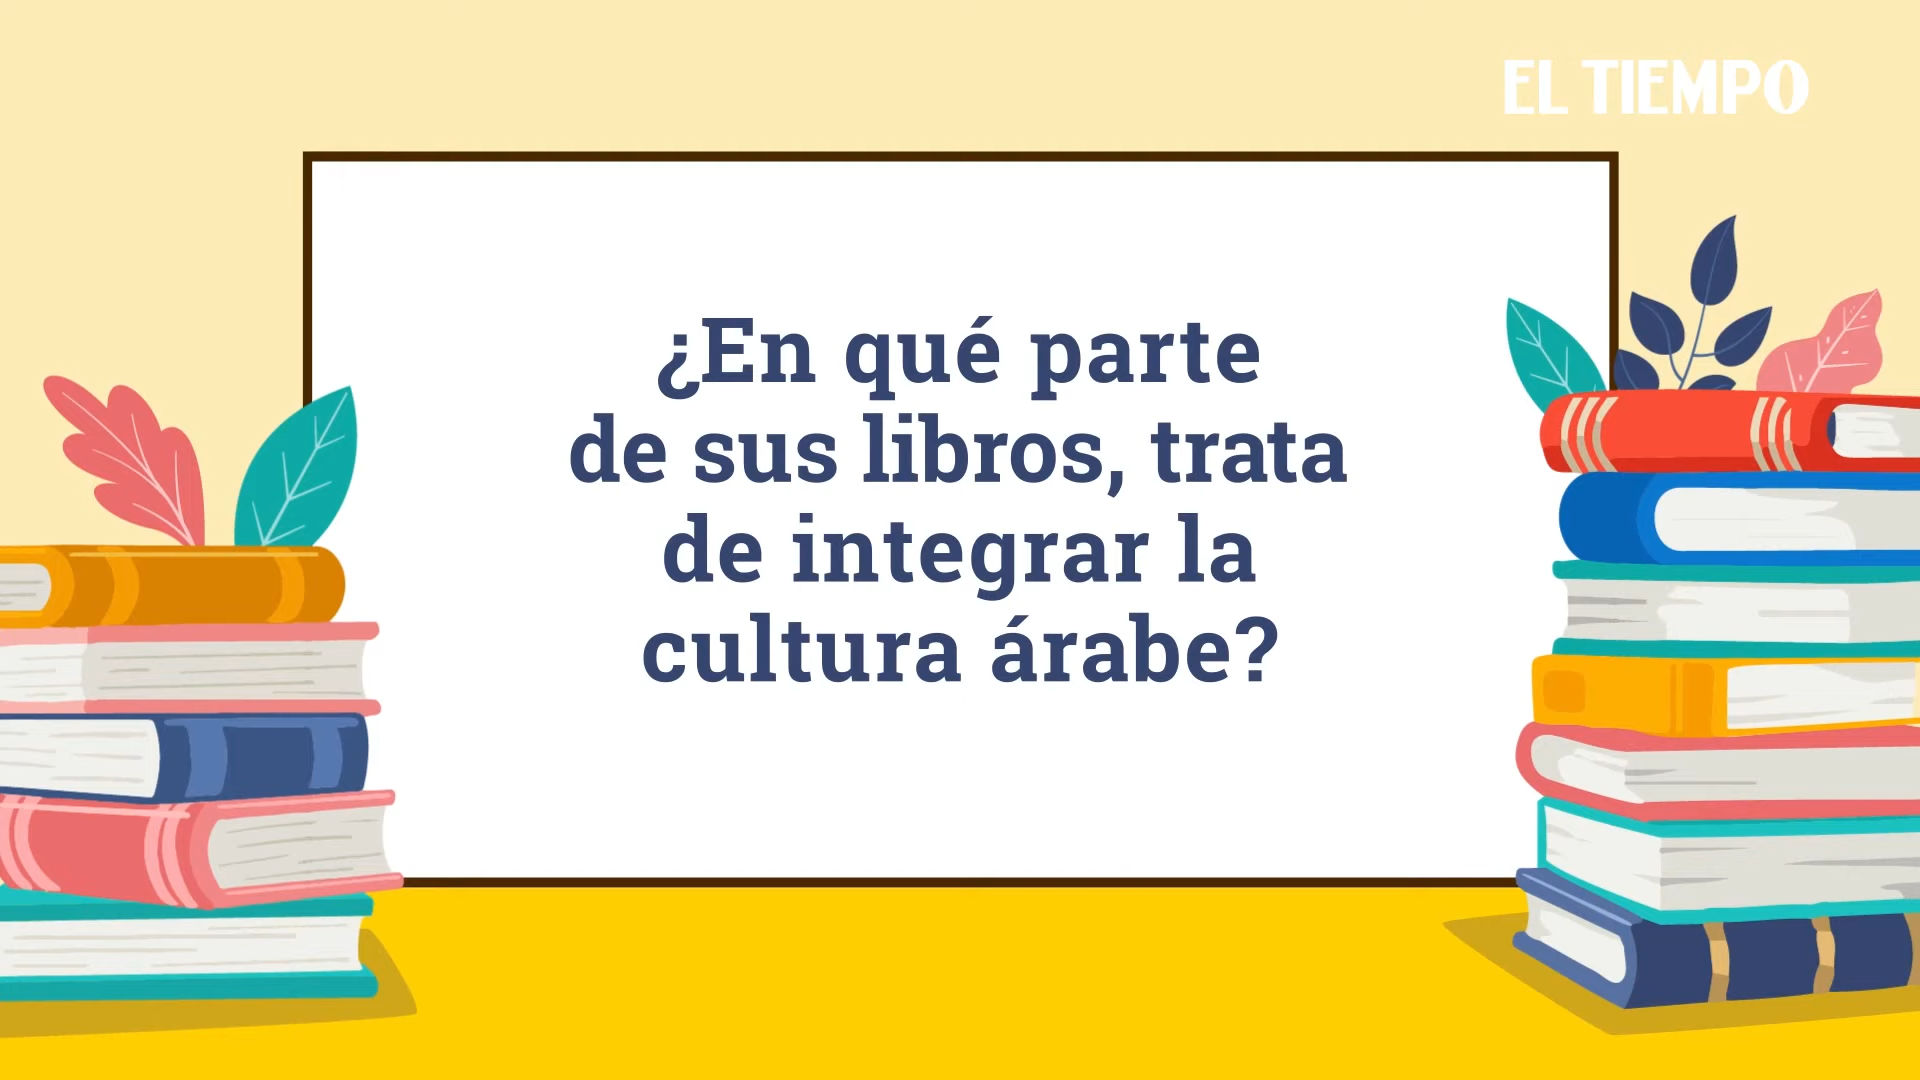 EL TIEMPO
¿En qué parte
de sus libros, trata
de integrar la
cultura árabe?